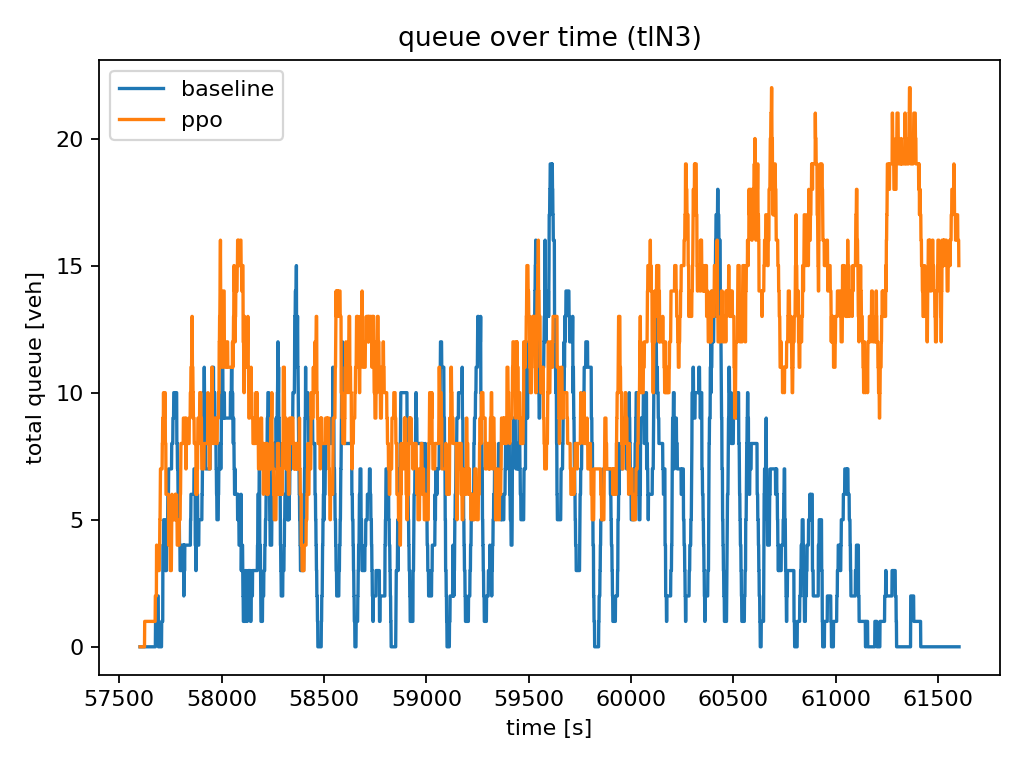 queue over time (tlN3)
baseline
ppo
total queue [veh]
20
15
10
5
0
57500 58000 58500 59000 59500 60000 60500 61000 61500
time [s]